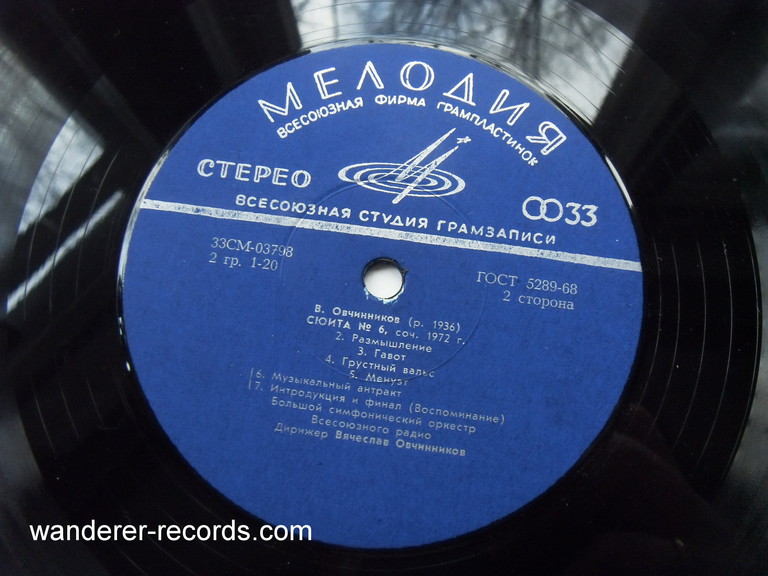 МЕЛОДИЯ
ВСЕСОЮЗНАЯ ФИРМА ГРАМПЛАСТИНОК
СТЕРЕО
33
ВСЕСОЮЗНАЯ СТУДИЯ ГРАМЗАПИСИ
33СМ-03798
2 гр. 1-20
ГОСТ 5289-68
2 сторона
В. Овчинников (р. 1936)
СЮИТА № 6, соч. 1972 г.
2. Размышление
3. Гавот
4. Грустный вальс
5. Менуэт
6. Музыкальный антракт
7. Интродукция и финал (Воспоминание)
Большой симфонический оркестр
Всесоюзного радио
Дирижер Вячеслав Овчинников
wanderer-records.com